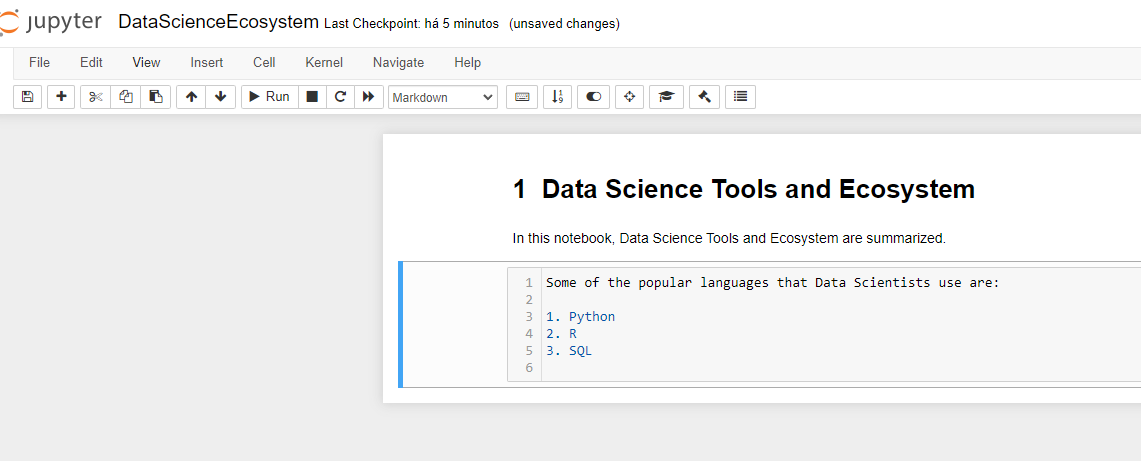 jupyter DataScienceEcosystem Last Checkpoint: há 5 minutos (unsaved changes)
File Edit View Insert Cell Kernel Navigate Help
Run Markdown
1 Data Science Tools and Ecosystem
In this notebook, Data Science Tools and Ecosystem are summarized.
1 Some of the popular languages that Data Scientists use are:
2
3 1. Python
4 2. R
5 3. SQL
6